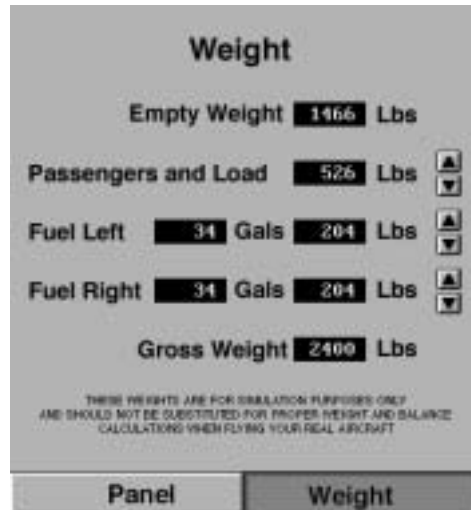 Weight
Empty Weight 1466 Lbs
Passengers and Load 526 Lbs
Fuel Left 34 Gals 204 Lbs
Fuel Right 34 Gals 204 Lbs
Gross Weight 2400 Lbs
THESE WEIGHTS ARE FOR SIMULATION PURPOSES ONLY
AND SHOULD NOT BE SUBSTITUTED FOR PROPER WEIGHT AND BALANCE
CALCULATIONS WHEN FLYING YOUR REAL AIRCRAFT
Panel Weight